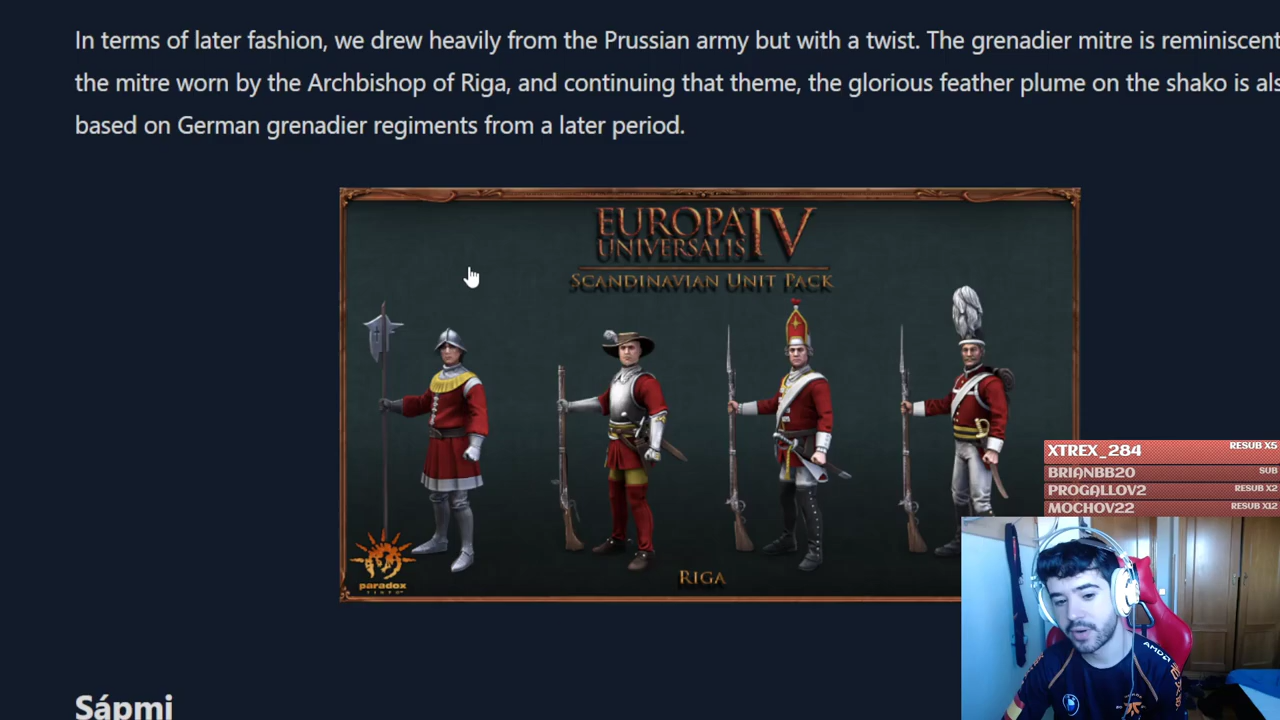 In terms of later fashion, we drew heavily from the Prussian army but with a twist. The grenadier mitre is reminiscent
the mitre worn by the Archbishop of Riga, and continuing that theme, the glorious feather plume on the shako is als
based on German grenadier regiments from a later period.
EUROPA
UNIVERSALIS IV
SCANDINAVIAN UNIT PACK
XTREX_284 RESUB X5
BRIANBB20 SUB
PROGALLOV2 RESUB X2
MOCHOV22 RESUB X12
paradox
TINTO
RIGA
AMD
Sápmi